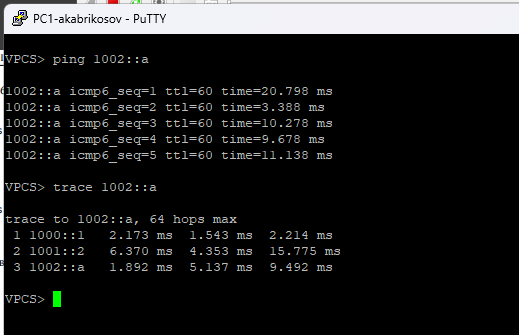 PC1-akabrikosov - PuTTY
VPCS> ping 1002::a
1002::a icmp6_seq=1 ttl=60 time=20.798 ms
1002::a icmp6_seq=2 ttl=60 time=3.388 ms
1002::a icmp6_seq=3 ttl=60 time=10.278 ms
1002::a icmp6_seq=4 ttl=60 time=9.678 ms
1002::a icmp6_seq=5 ttl=60 time=11.138 ms
VPCS> trace 1002::a
trace to 1002::a, 64 hops max
1 1000::1 2.173 ms 1.543 ms 2.214 ms
2 1001::2 6.370 ms 4.353 ms 15.775 ms
3 1002::a 1.892 ms 5.137 ms 9.492 ms
VPCS>